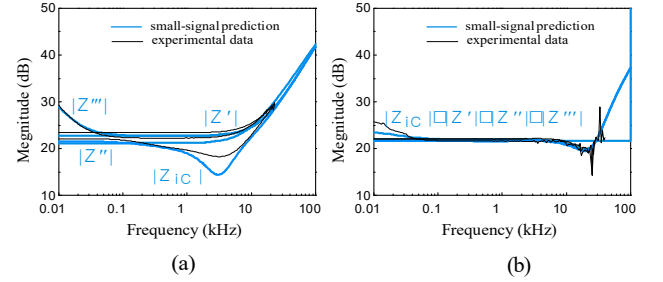 50
small-signal prediction
experimental data
40
30
20
10
Megnitude (dB)
|Z'''|
|Z'|
|Z''|
|ZiC|
0.01 0.1 1 10 100
Frequency (kHz)
(a)
50
small-signal prediction
experimental data
40
30
20
10
Megnitude (dB)
|ZiC|□|Z'|□|Z''|□|Z'''|
0.01 0.1 1 10 100
Frequency (kHz)
(b)